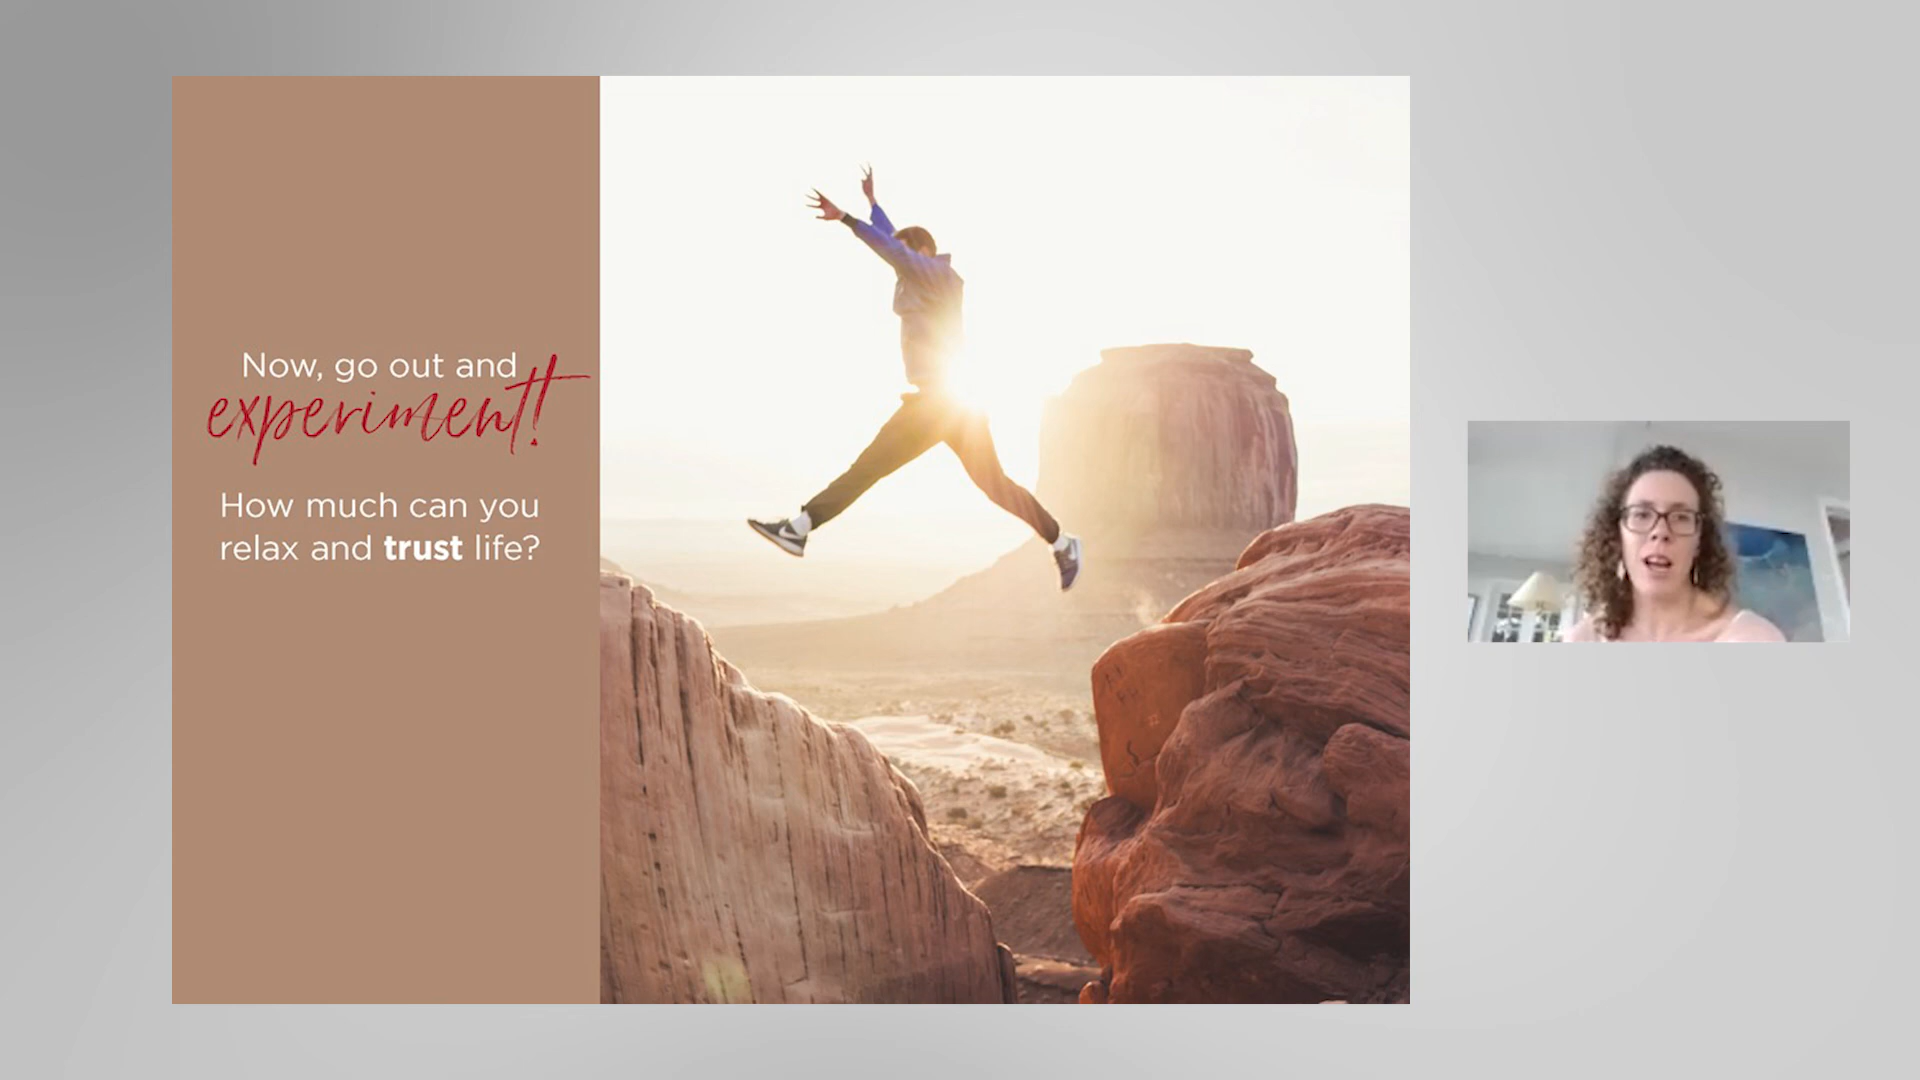 Now, go out and
experiment!
How much can you
relax and trust life?